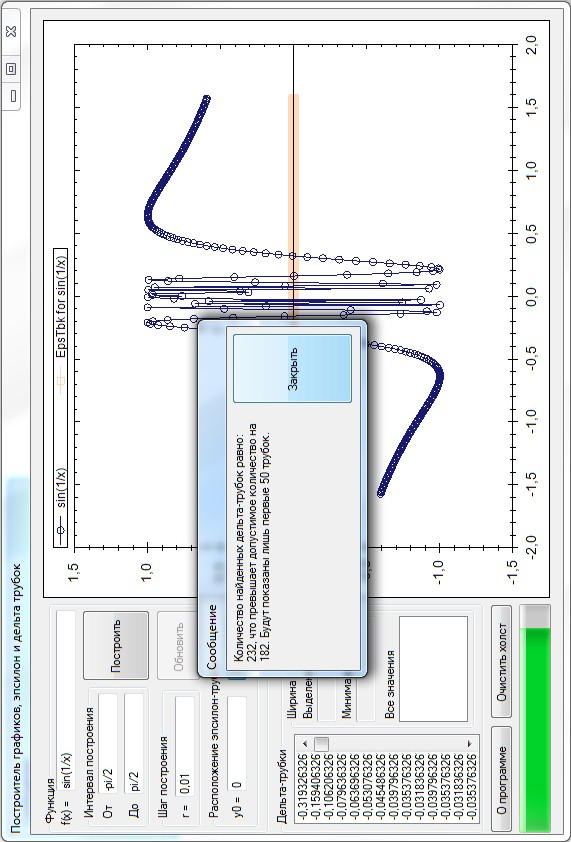 Построитель графиков, эпсилон и дельта трубок
Функция
f(x) = sin(1/x)
Интервал построения
От -pi/2
До pi/2
Построить
Шаг построения
r = 0,01
Обновить
Расположение эпсилон-тру
y0 = 0
Дельта-трубки
-0,319326326
-0,159406326
-0,106206326
-0,079636326
-0,063696326
-0,053076326
-0,045486326
-0,039796326
-0,035376326
-0,031836326
-0,039796326
-0,035376326
-0,031836326
-0,035376326
Ширина
Выделе
Минима
Все значения
О программе
Очистить холст
sin(1/x)
EpsTbk for sin(1/x)
1,5
1,0
-1,0
-1,5
-2,0
-1,5
-1,0
-0,5
0,0
0,5
1,0
1,5
2,0
Сообщение
Количество найденных дельта-трубок равно:
232, что превышает допустимое количество на
182. Будут показаны лишь первые 50 трубок.
Закрыть